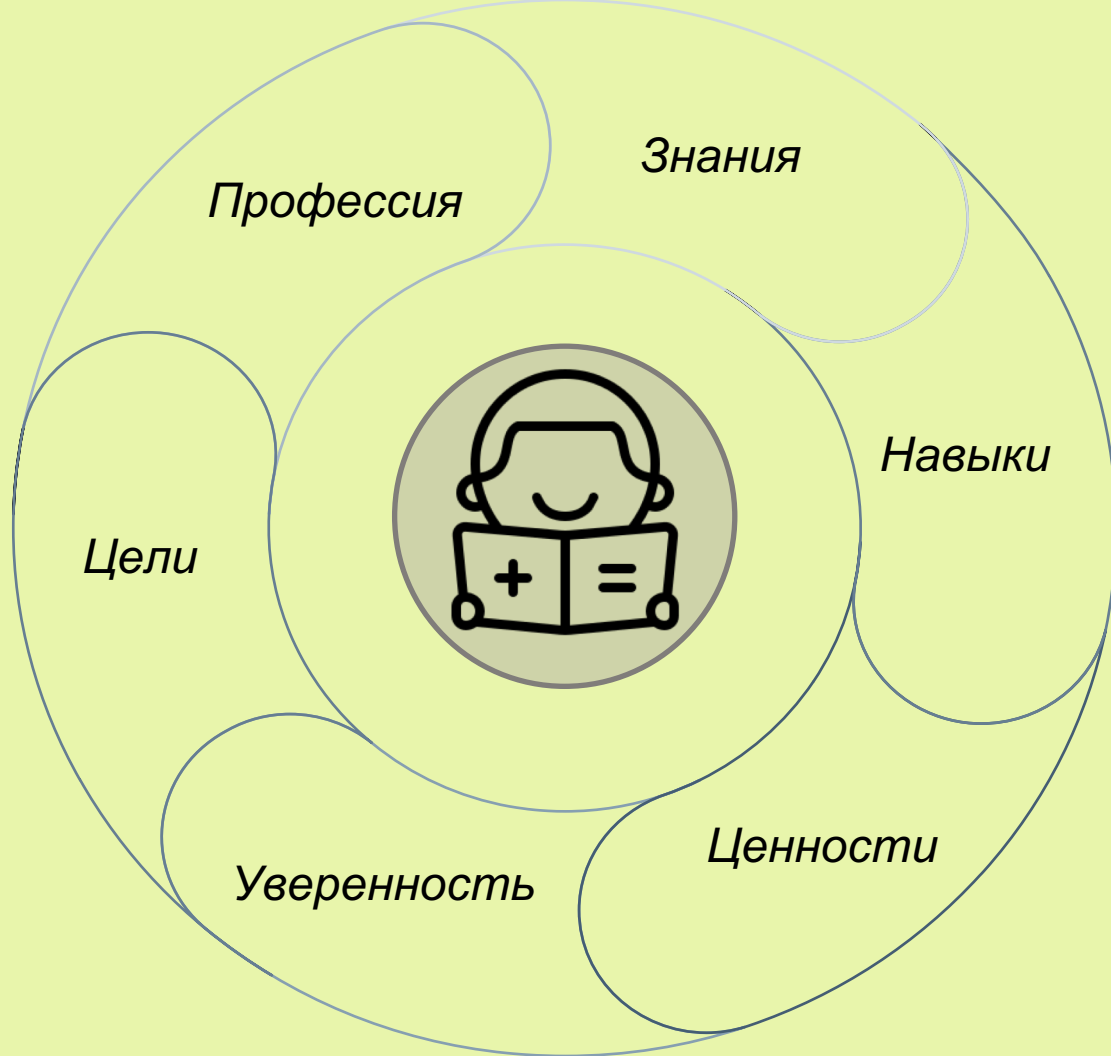 Знания
Профессия
Навыки
Цели
Ценности
Уверенность
+ =